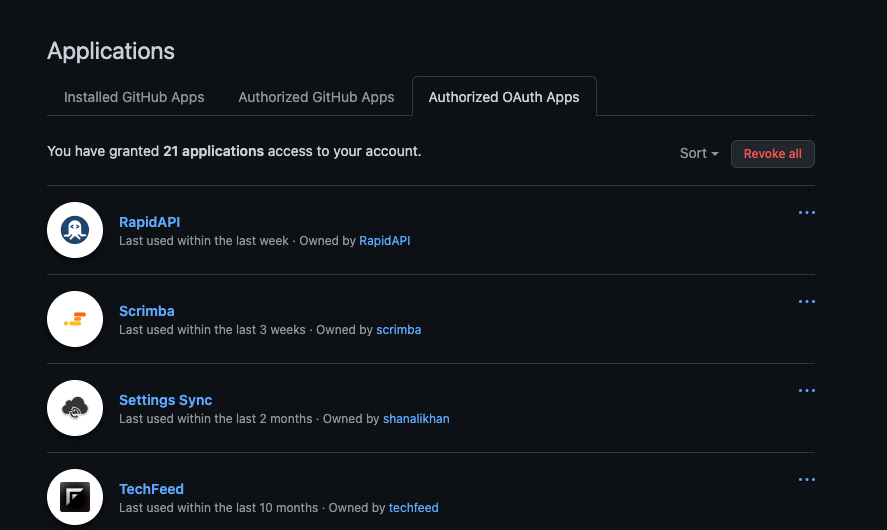 Applications
Installed GitHub Apps Authorized GitHub Apps Authorized OAuth Apps
You have granted 21 applications access to your account. Sort Revoke all
RapidAPI
Last used within the last week · Owned by RapidAPI
Scrimba
Last used within the last 3 weeks · Owned by scrimba
Settings Sync
Last used within the last 2 months · Owned by shanalikhan
TechFeed
Last used within the last 10 months · Owned by techfeed